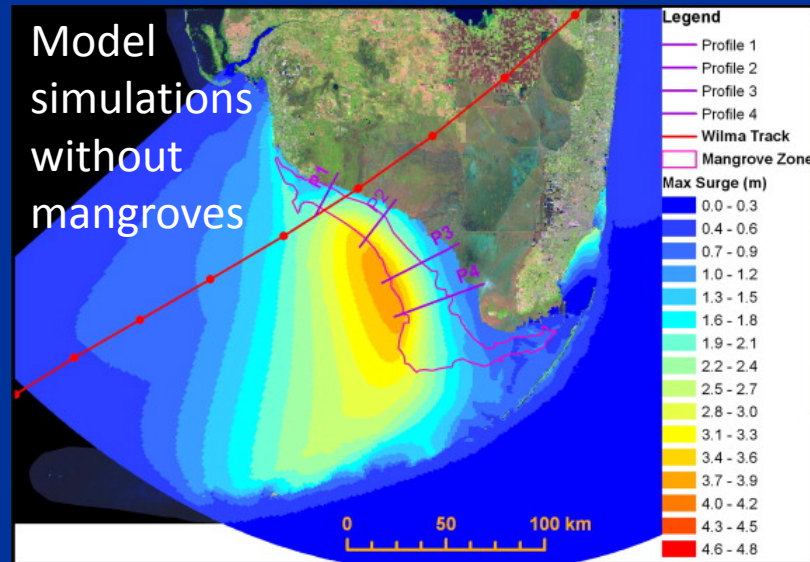 Model
simulations
without
mangroves
P1
P2
P3
P4
0 50 100 km
Legend
Profile 1
Profile 2
Profile 3
Profile 4
Wilma Track
Mangrove Zone
Max Surge (m)
0.0 - 0.3
0.4 - 0.6
0.7 - 0.9
1.0 - 1.2
1.3 - 1.5
1.6 - 1.8
1.9 - 2.1
2.2 - 2.4
2.5 - 2.7
2.8 - 3.0
3.1 - 3.3
3.4 - 3.6
3.7 - 3.9
4.0 - 4.2
4.3 - 4.5
4.6 - 4.8